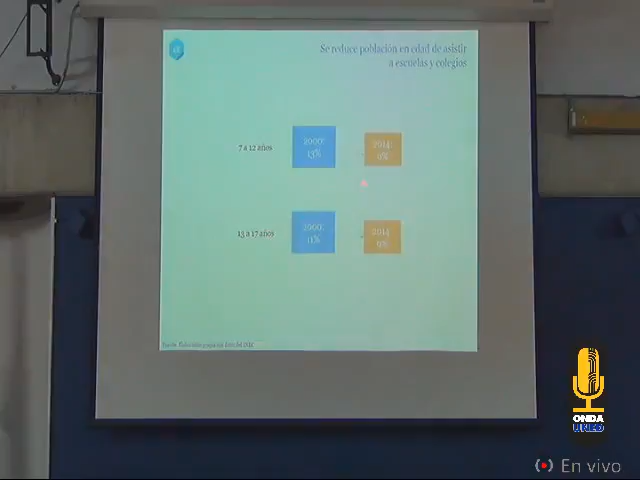 Se reduce población en edad de asistir
a escuelas y colegios
7 a 12 años
2000:
13%
2014:
9%
13 a 17 años
2000:
11%
2014
9%
ONDA
UNED
En vivo